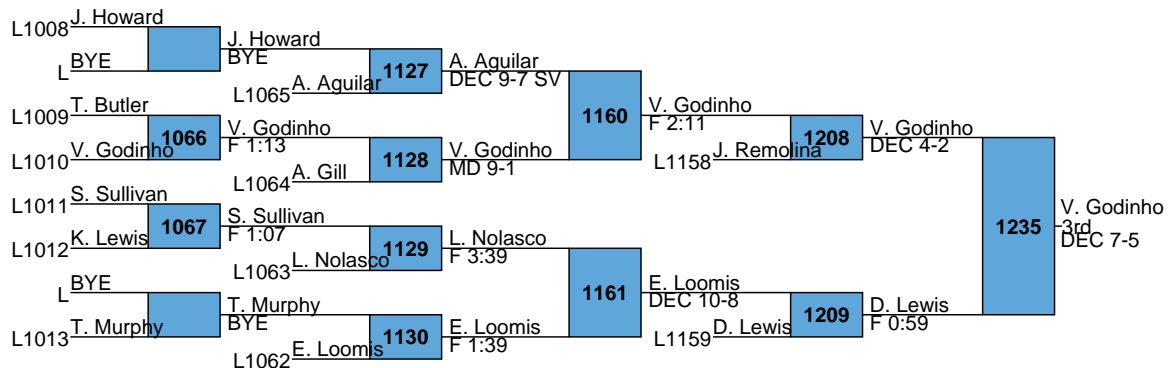 L1008 J. Howard
L BYE
J. Howard
BYE
L1065 A. Aguilar
1127
A. Aguilar
DEC 9-7 SV
L1009 T. Butler
L1010 V. Godinho
1066
V. Godinho
F 1:13
L1064 A. Gill
1128
V. Godinho
MD 9-1
1160
V. Godinho
F 2:11
L1158 J. Remolina
1208
V. Godinho
DEC 4-2
L1011 S. Sullivan
L1012 K. Lewis
1067
S. Sullivan
F 1:07
L1063 L. Nolasco
1129
L. Nolasco
F 3:39
L BYE
L1013 T. Murphy
T. Murphy
BYE
L1062 E. Loomis
1130
E. Loomis
F 1:39
1161
E. Loomis
DEC 10-8
L1159 D. Lewis
1209
D. Lewis
F 0:59
1235
V. Godinho
3rd
DEC 7-5